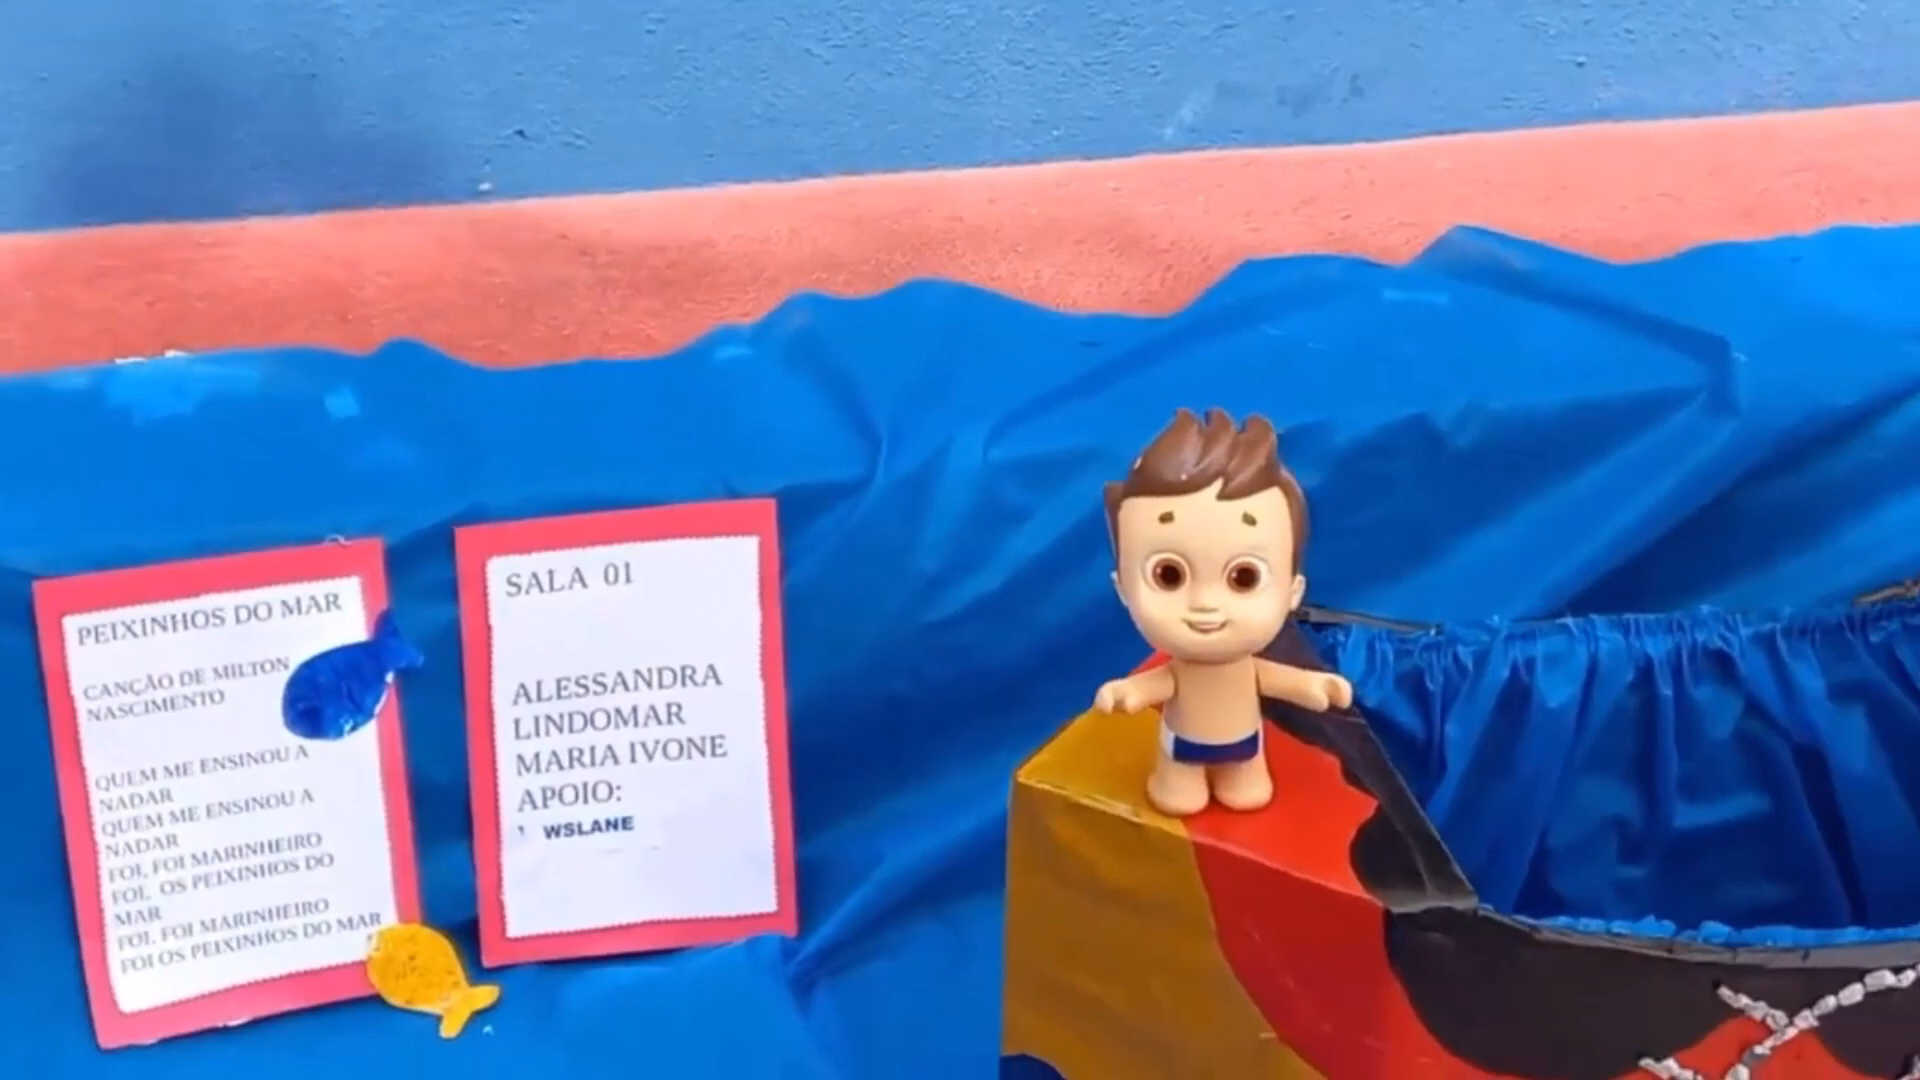 PEIXINHOS DO MAR
CANÇÃO DE MILTON
NASCIMENTO
QUEM ME ENSINOU A
NADAR
QUEM ME ENSINOU A
NADAR
FOI, FOI MARINHEIRO
FOI, OS PEIXINHOS DO
MAR
FOI, FOI MARINHEIRO
FOI OS PEIXINHOS DO MAR
SALA 01
ALESSANDRA
LINDOMAR
MARIA IVONE
APOIO:
WSLANE